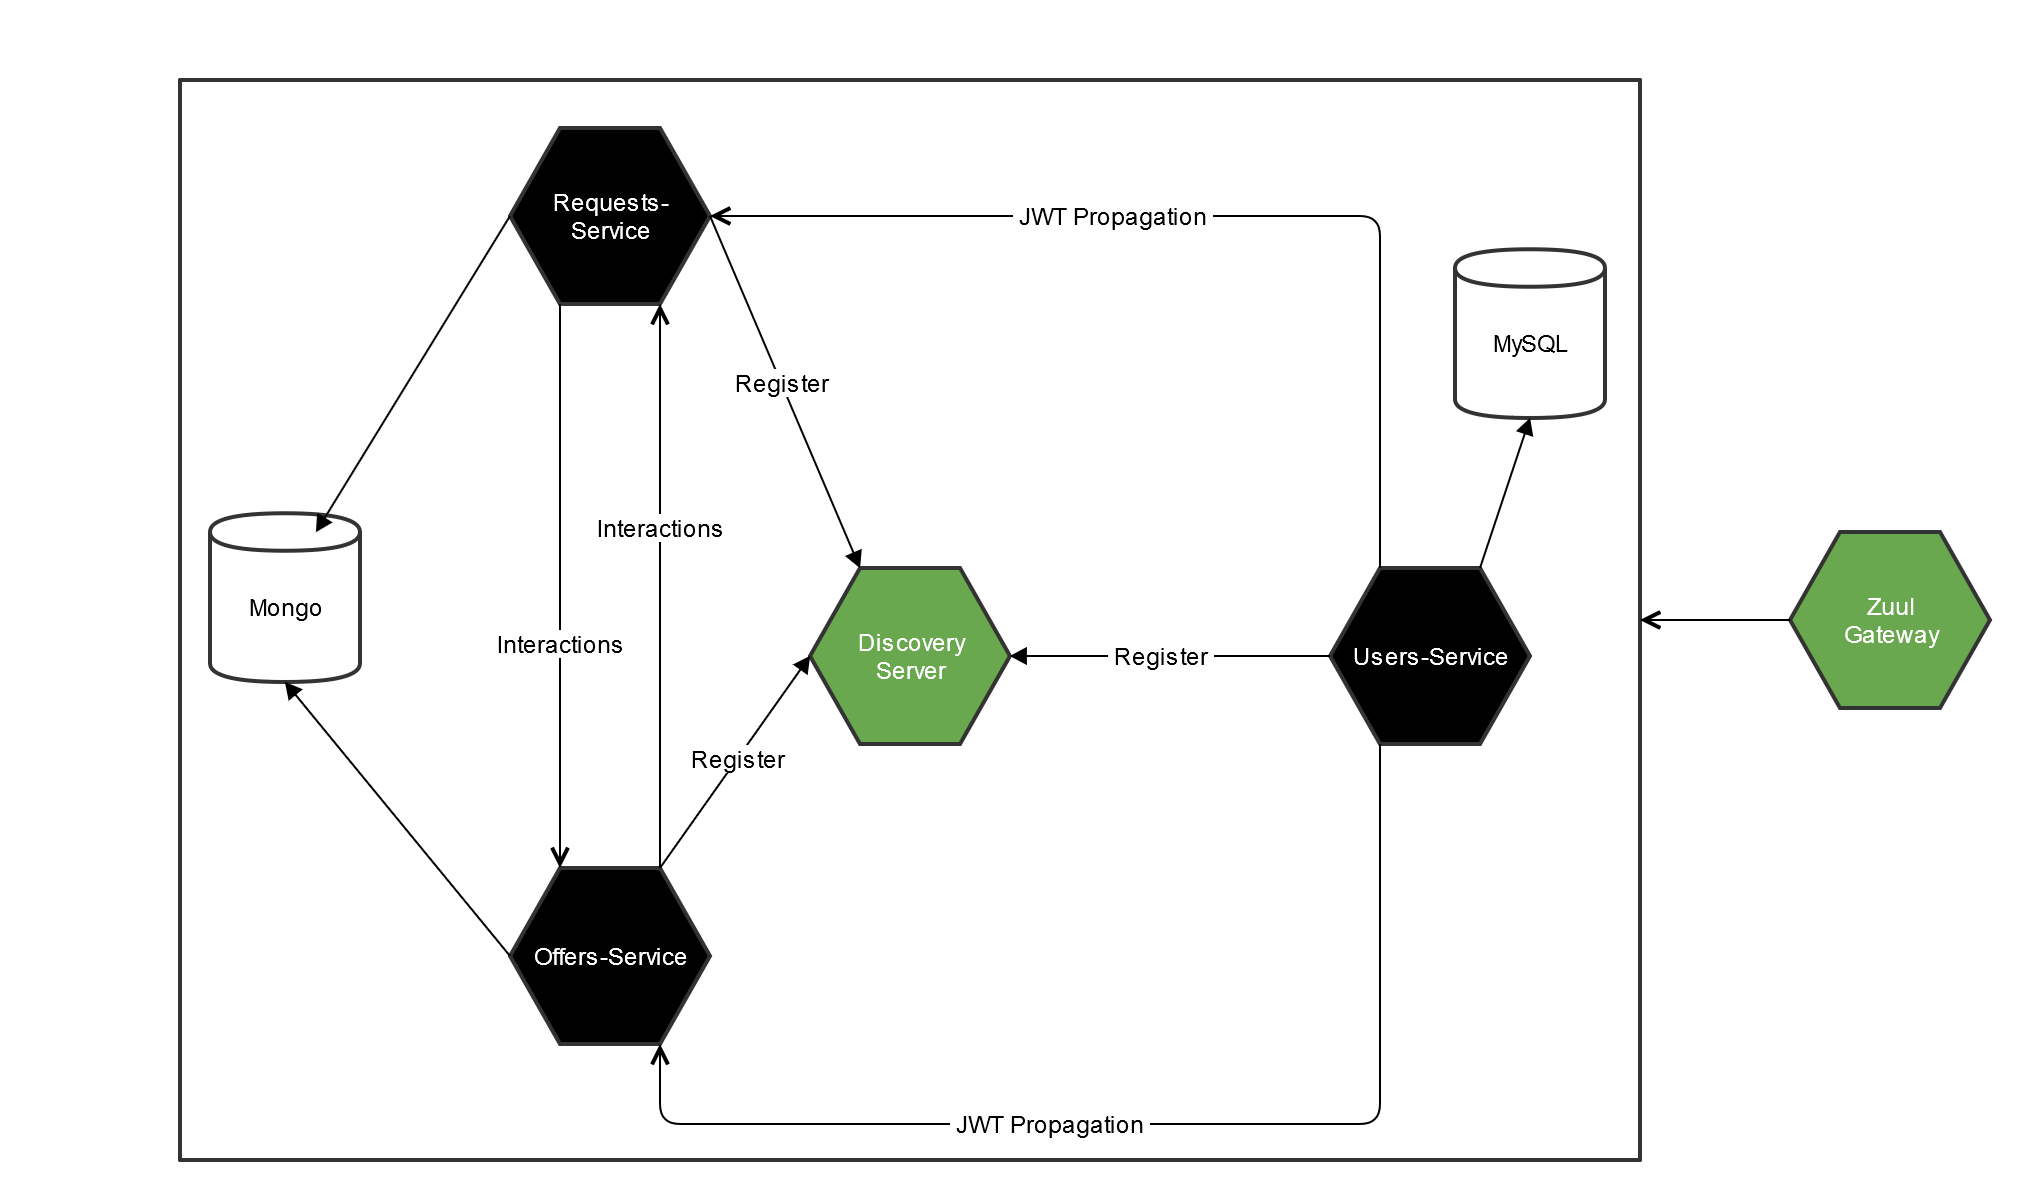 Requests-
Service
JWT Propagation
MySQL
Register
Interactions
Mongo
Interactions
Discovery
Server
Register
Users-Service
Zuul
Gateway
Register
Offers-Service
JWT Propagation